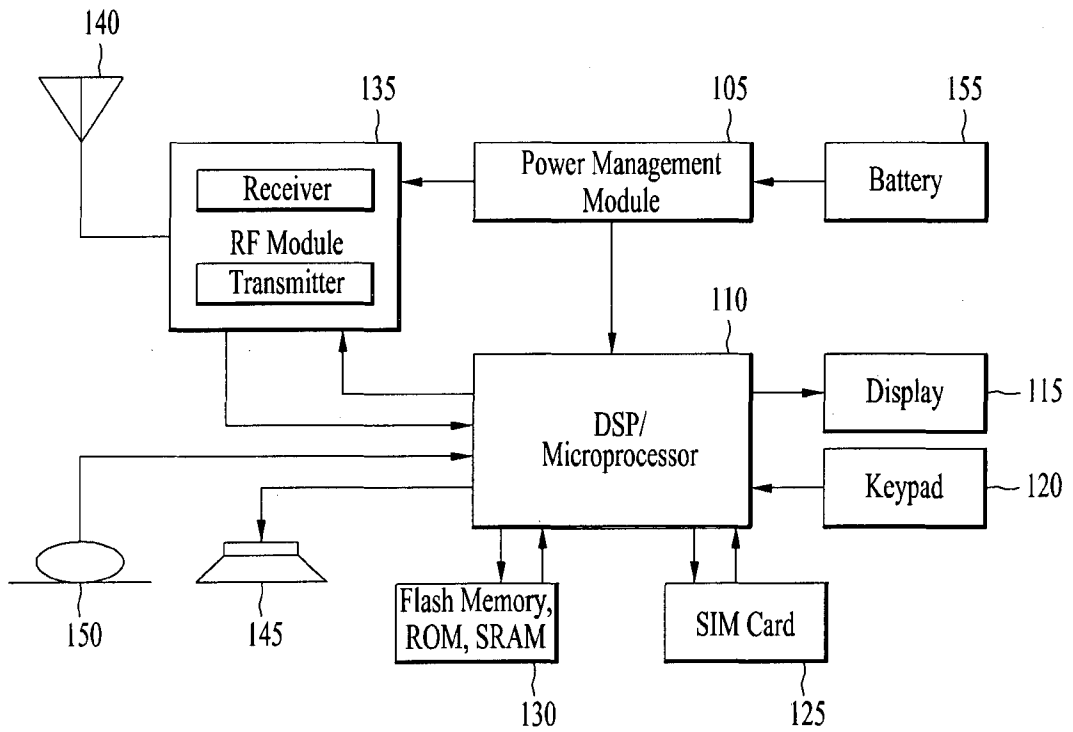 140
135
105
155
Receiver
RF Module
Transmitter
Power Management
Module
Battery
110
DSP/
Microprocessor
Display
115
Keypad
120
150
145
Flash Memory,
ROM, SRAM
130
SIM Card
125